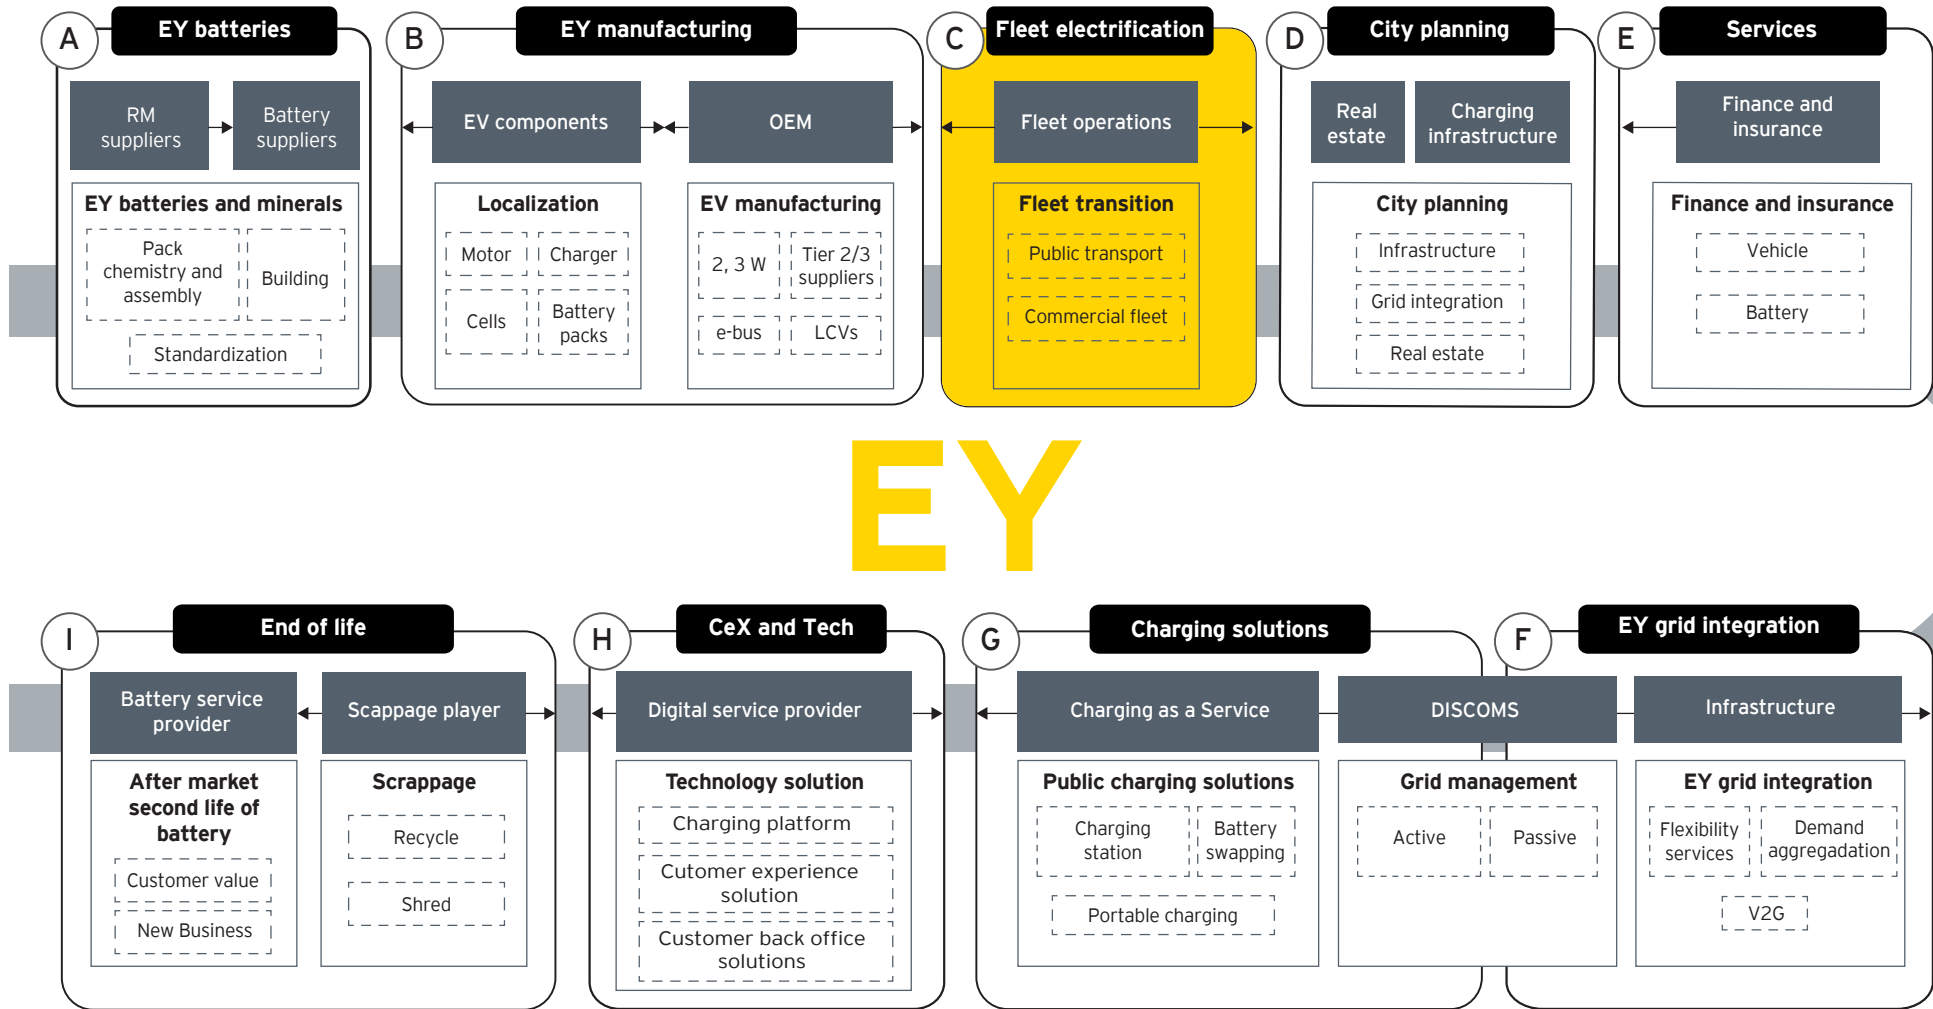 A
EY batteries
RM
suppliers
Battery
suppliers
EY batteries and minerals
Pack
chemistry and
assembly
Building
Standardization
B
EY manufacturing
EV components
OEM
Localization
Motor
Charger
Cells
Battery
packs
EV manufacturing
2, 3 W
Tier 2/3
suppliers
e-bus
LCVs
C
Fleet electrification
Fleet operations
Fleet transition
Public transport
Commercial fleet
D
City planning
Real
estate
Charging
infrastructure
City planning
Infrastructure
Grid integration
Real estate
E
Services
Finance and
insurance
Finance and insurance
Vehicle
Battery
EY
I
End of life
Battery service
provider
Scappage player
After market
second life of
battery
Customer value
New Business
Scrappage
Recycle
Shred
H
CeX and Tech
Digital service provider
Technology solution
Charging platform
Cutomer experience
solution
Customer back office
solutions
G
Charging solutions
Charging as a Service
DISCOMS
Public charging solutions
Charging
station
Battery
swapping
Portable charging
Grid management
Active
Passive
F
EY grid integration
Infrastructure
EY grid integration
Flexibility
services
Demand
aggregadation
V2G